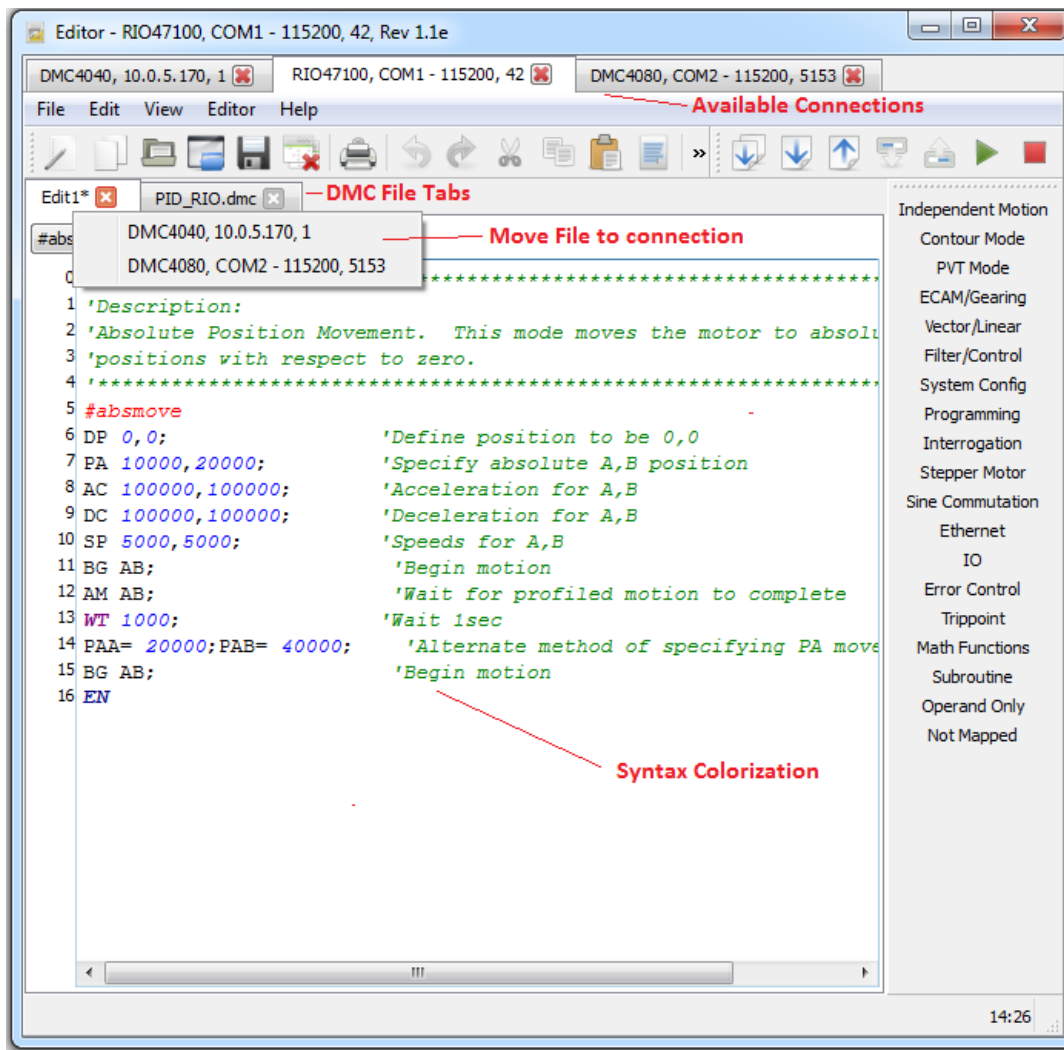 Editor - RIO47100, COM1 - 115200, 42, Rev 1.1e
DMC4040, 10.0.5.170, 1 RIO47100, COM1 - 115200, 42 DMC4080, COM2 - 115200, 5153
Available Connections
File Edit View Editor Help
»
Edit1* PID_RIO.dmc DMC File Tabs
#abs
DMC4040, 10.0.5.170, 1
Move File to connection
DMC4080, COM2 - 115200, 5153
0 ****************************************
1 'Description:
2 'Absolute Position Movement.  This mode moves the motor to absolu
3 'positions with respect to zero.
4 '*****************************************************************
5 #absmove
6 DP 0,0; 'Define position to be 0,0
7 PA 10000,20000; 'Specify absolute A,B position
8 AC 100000,100000; 'Acceleration for A,B
9 DC 100000,100000; 'Deceleration for A,B
10 SP 5000,5000; 'Speeds for A,B
11 BG AB; 'Begin motion
12 AM AB; 'Wait for profiled motion to complete
13 WT 1000; 'Wait 1sec
14 PAA= 20000;PAB= 40000; 'Alternate method of specifying PA move
15 BG AB; 'Begin motion
16 EN
Syntax Colorization
Independent Motion
Contour Mode
PVT Mode
ECAM/Gearing
Vector/Linear
Filter/Control
System Config
Programming
Interrogation
Stepper Motor
Sine Commutation
Ethernet
IO
Error Control
Trippoint
Math Functions
Subroutine
Operand Only
Not Mapped
14:26